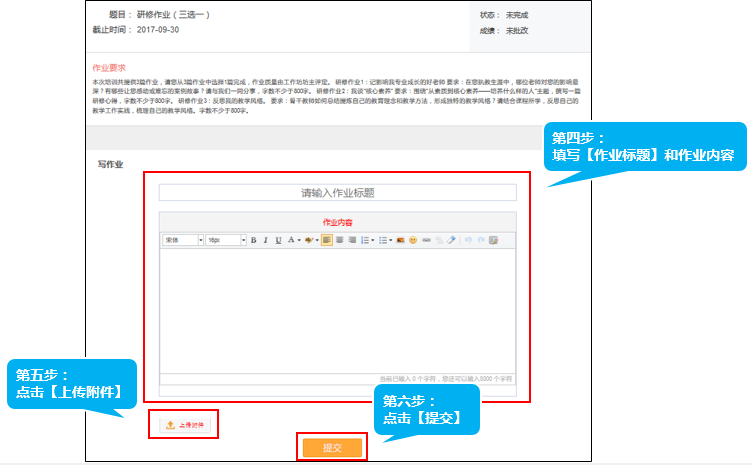 题目： 研修作业（三选一）
状态： 未完成
截止时间： 2017-09-30
成绩： 未批改
作业要求
本次培训共提供3篇作业，请您从3篇作业中选择1篇完成，作业质量由工作坊坊主评定。 研修作业1：记影响我专业成长的好老师 要求：在您执教生涯中，哪位老师对您的影响最
深？有哪些让您感动或难忘的案例故事？请与我们一同分享，字数不少于800字。 研修作业2：我谈“核心素养” 要求：围绕“从素质到核心素养——培养什么样的人”主题，撰写一篇
研修心得，字数不少于800字。 研修作业3：反思我的教学风格。 要求：骨干教师如何总结提炼自己的教育理念和教学方法，形成独特的教学风格？请结合课程所学，反思自己的
教学工作实践，梳理自己的教学风格。字数不少于800字。
第四步：
填写【作业标题】和作业内容
写作业
请输入作业标题
作业内容
宋体 16px B I U A
当前已输入 0 个字符，您还可以输入5000 个字符
第五步：
点击【上传附件】
上传附件
第六步：
点击【提交】
提交